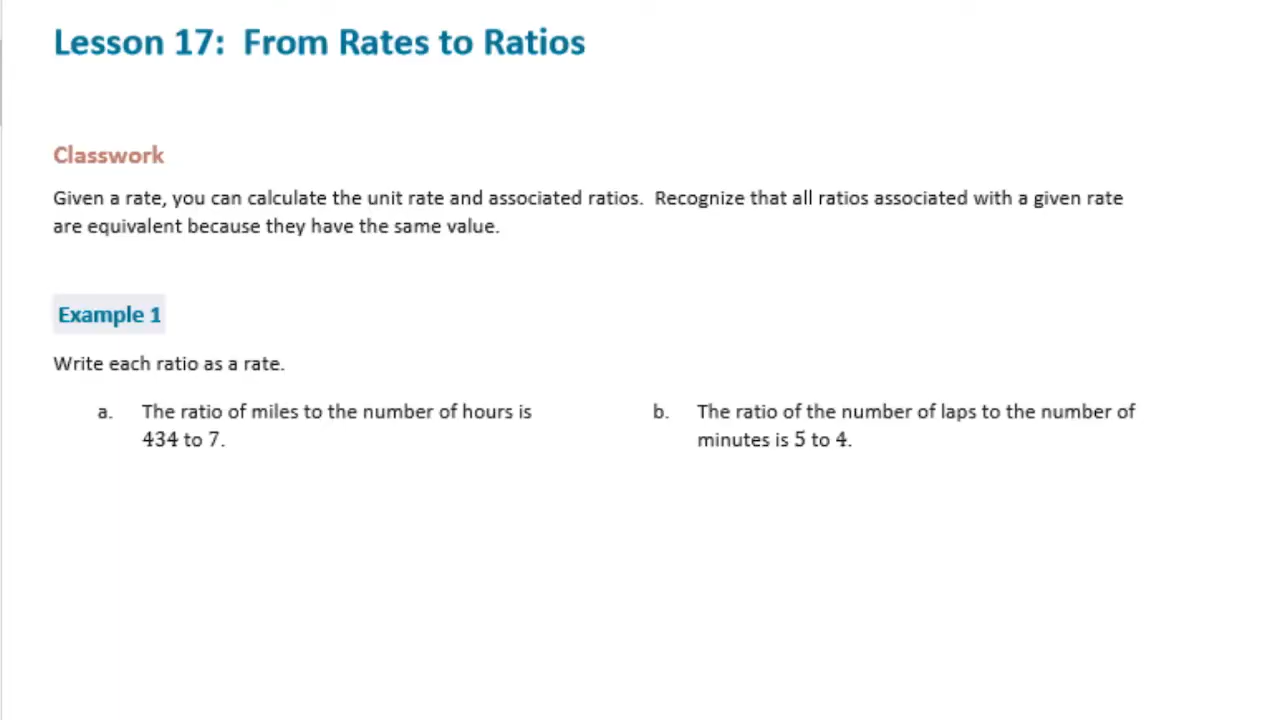 Lesson 17:  From Rates to Ratios
Classwork
Given a rate, you can calculate the unit rate and associated ratios.  Recognize that all ratios associated with a given rate
are equivalent because they have the same value.
Example 1
Write each ratio as a rate.
a. The ratio of miles to the number of hours is
434 to 7.
b. The ratio of the number of laps to the number of
minutes is 5 to 4.